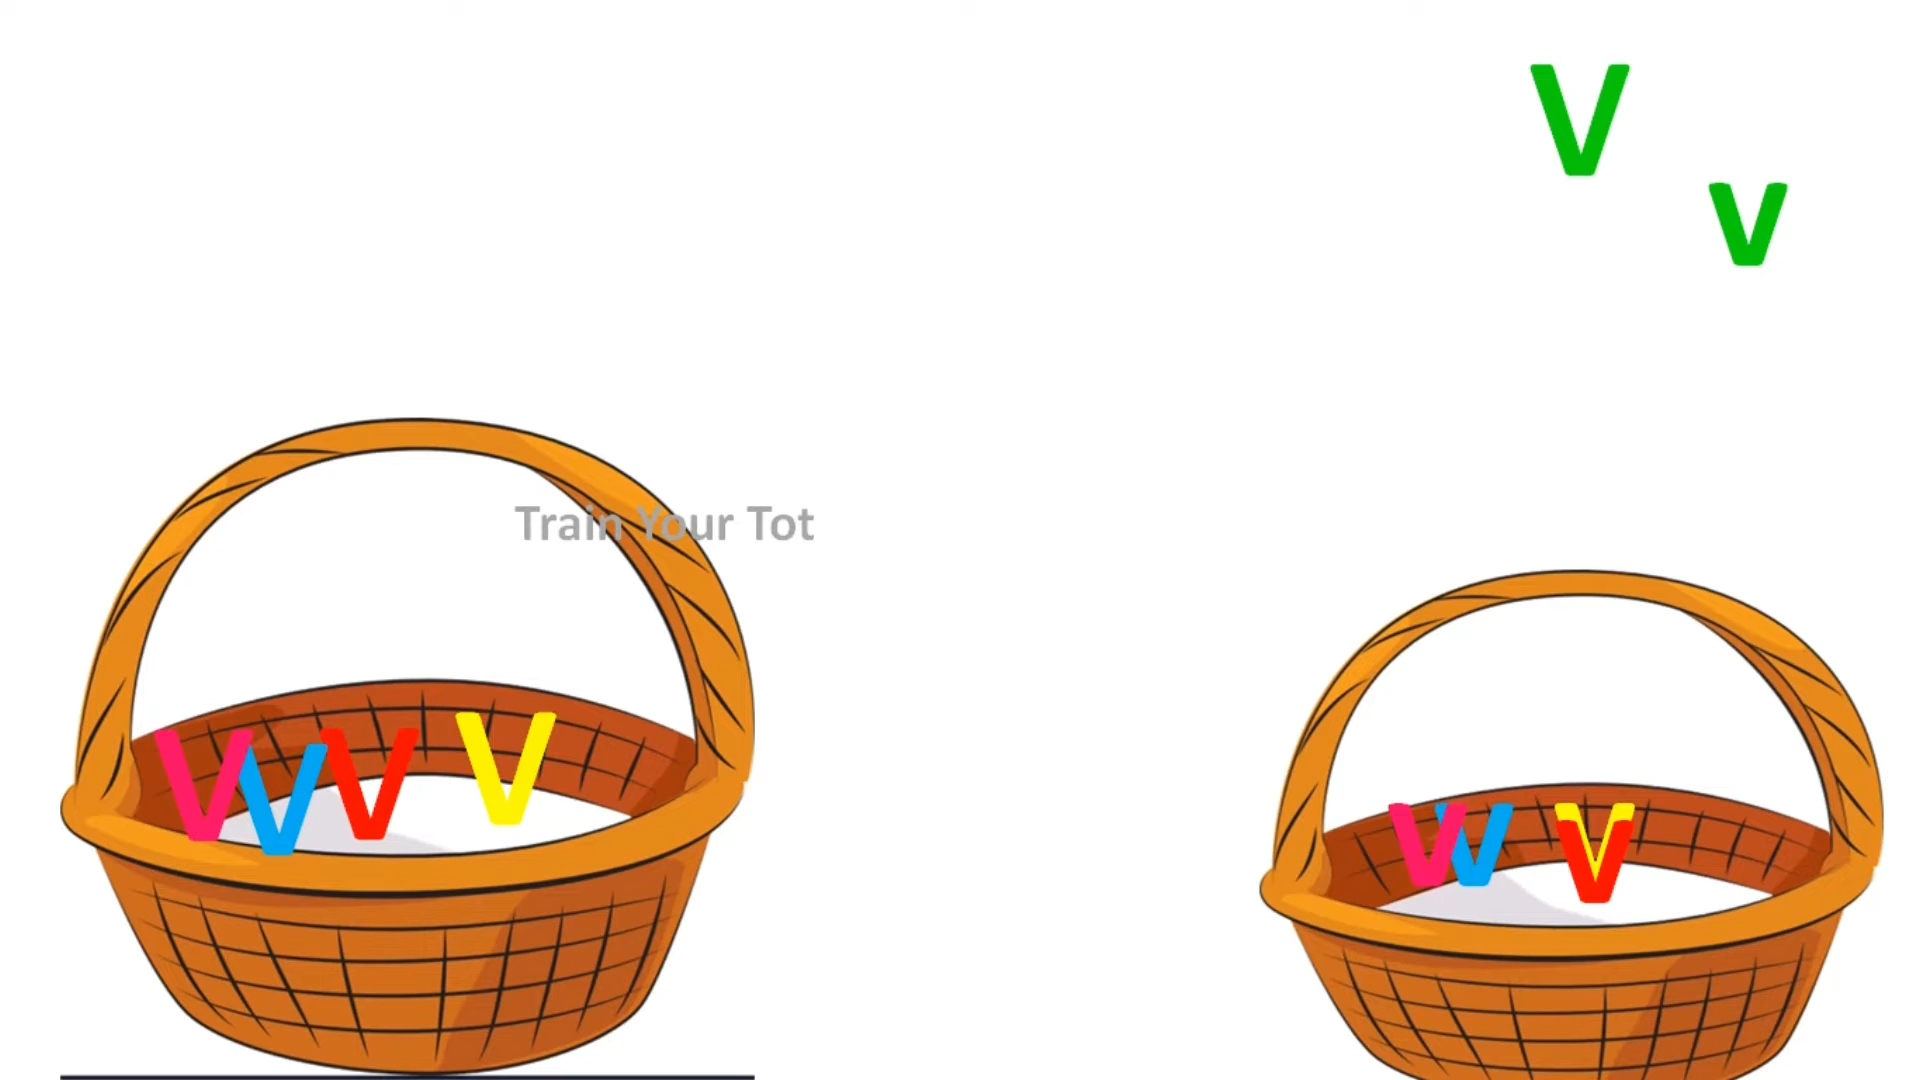 V
v
Train Your Tot
V V V V
v v v v